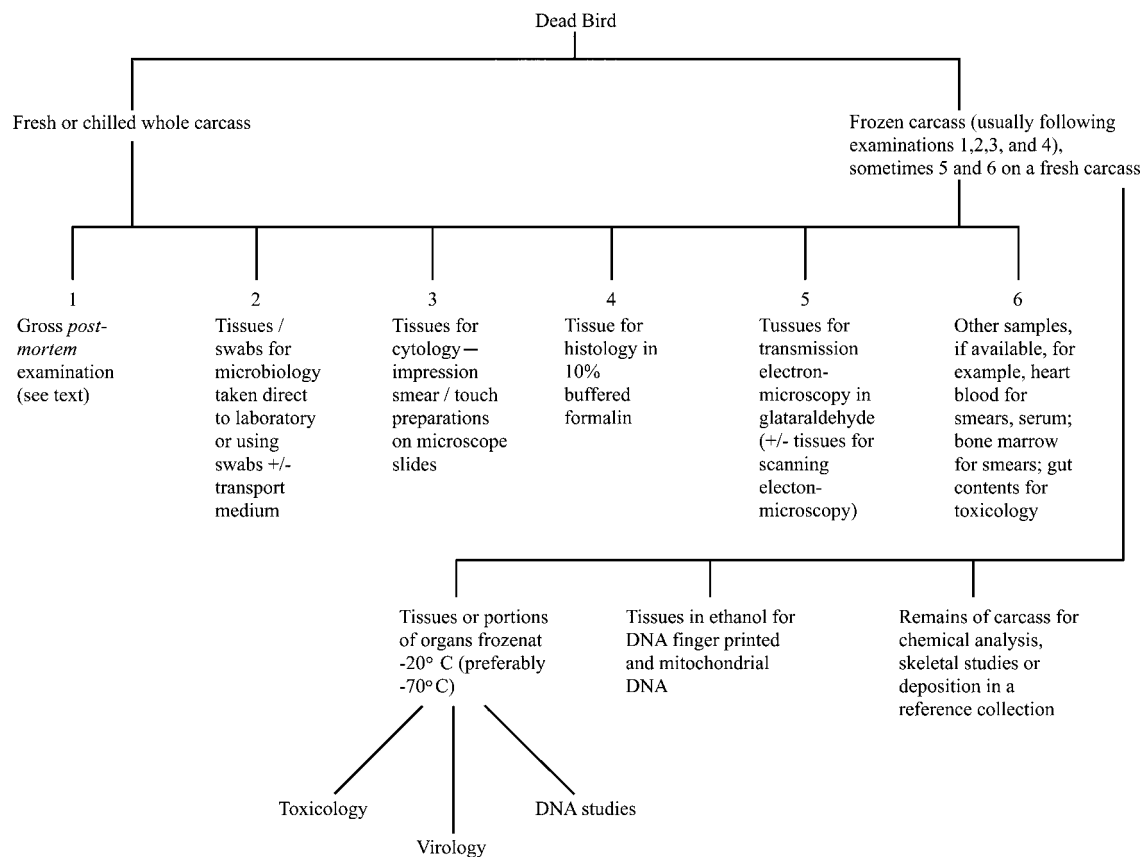 Dead Bird
Fresh or chilled whole carcass
Frozen carcass (usually following
examinations 1,2,3, and 4),
sometimes 5 and 6 on a fresh carcass
1
Gross post-
mortem
examination
(see text)
2
Tissues /
swabs for
microbiology
taken direct
to laboratory
or using
swabs +/-
transport
medium
3
Tissues for
cytology—
impression
smear / touch
preparations
on microscope
slides
4
Tissue for
histology in
10%
buffered
formalin
5
Tussues for
transmission
electron-
microscopy in
glataraldehyde
(+/- tissues for
scanning
electon-
microscopy)
6
Other samples,
if available, for
example, heart
blood for
smears, serum;
bone marrow
for smears; gut
contents for
toxicology
Tissues or portions
of organs frozenat
-20° C (preferably
-70° C)
Tissues in ethanol for
DNA finger printed
and mitochondrial
DNA
Remains of carcass for
chemical analysis,
skeletal studies or
deposition in a
reference collection
Toxicology
Virology
DNA studies